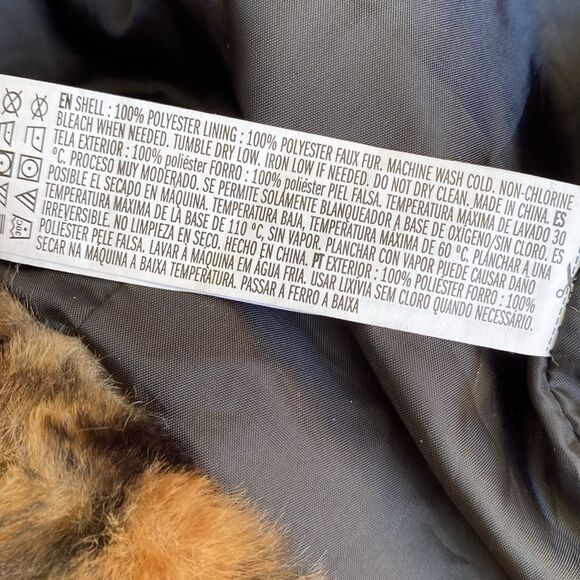 EN SHELL : 100% POLYESTER LINING : 100% POLYESTER FAUX FUR. MACHINE WASH COLD. NON-CHLORINE
BLEACH WHEN NEEDED. TUMBLE DRY LOW. IRON LOW IF NEEDED. DO NOT DRY CLEAN. MADE IN CHINA. ES
TELA EXTERIOR : 100% poliéster FORRO : 100% poliéster PIEL FALSA. TEMPERATURA MÁXIMA DE LAVADO 30
°C. PROCESO MUY MODERADO. SE PERMITE SOLAMENTE BLANQUEADOR A BASE DE OXÍGENO/SIN CLORO. ES
POSIBLE EL SECADO EN MAQUINA. TEMPERATURA BAJA, TEMPERATURA MÁXIMA DE 60 °C. PLANCHAR A UNA
TEMPERATURA MÁXIMA DE LA BASE DE 110 °C, SIN VAPOR. PLANCHAR CON VAPOR PUEDE CAUSAR DAÑO
IRREVERSIBLE. NO LIMPIEZA EN SECO. HECHO EN CHINA. PT EXTERIOR : 100% POLIÉSTER FORRO : 100%
POLIÉSTER PELE FALSA. LAVAR À MAQUINA EM ÁGUA FRIA. USAR LIXIVIA SEM CLORO QUANDO NECESSÁRIO.
SECAR NA MAQUINA A BAIXA TEMPERATURA. PASSAR A FERRO A BAIXA